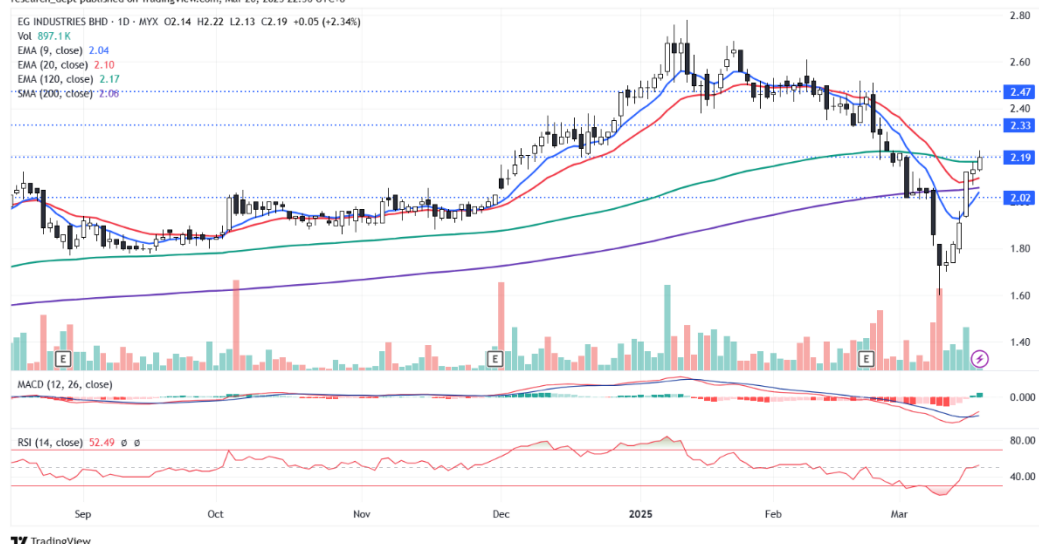 EG INDUSTRIES BHD · 1D · MYX O2.14 H2.22 L2.13 C2.19 +0.05 (+2.34%)
Vol 897.1K
EMA (9, close) 2.04
EMA (20, close) 2.10
EMA (120, close) 2.17
SMA (200, close) 2.06
2.80
2.60
2.47
2.40
2.33
2.19
2.02
1.80
1.60
1.40
E
E
E
MACD (12, 26, close)
0.000
RSI (14, close) 52.49 ø ø
80.00
40.00
Sep
Oct
Nov
Dec
2025
Feb
Mar
TradingView